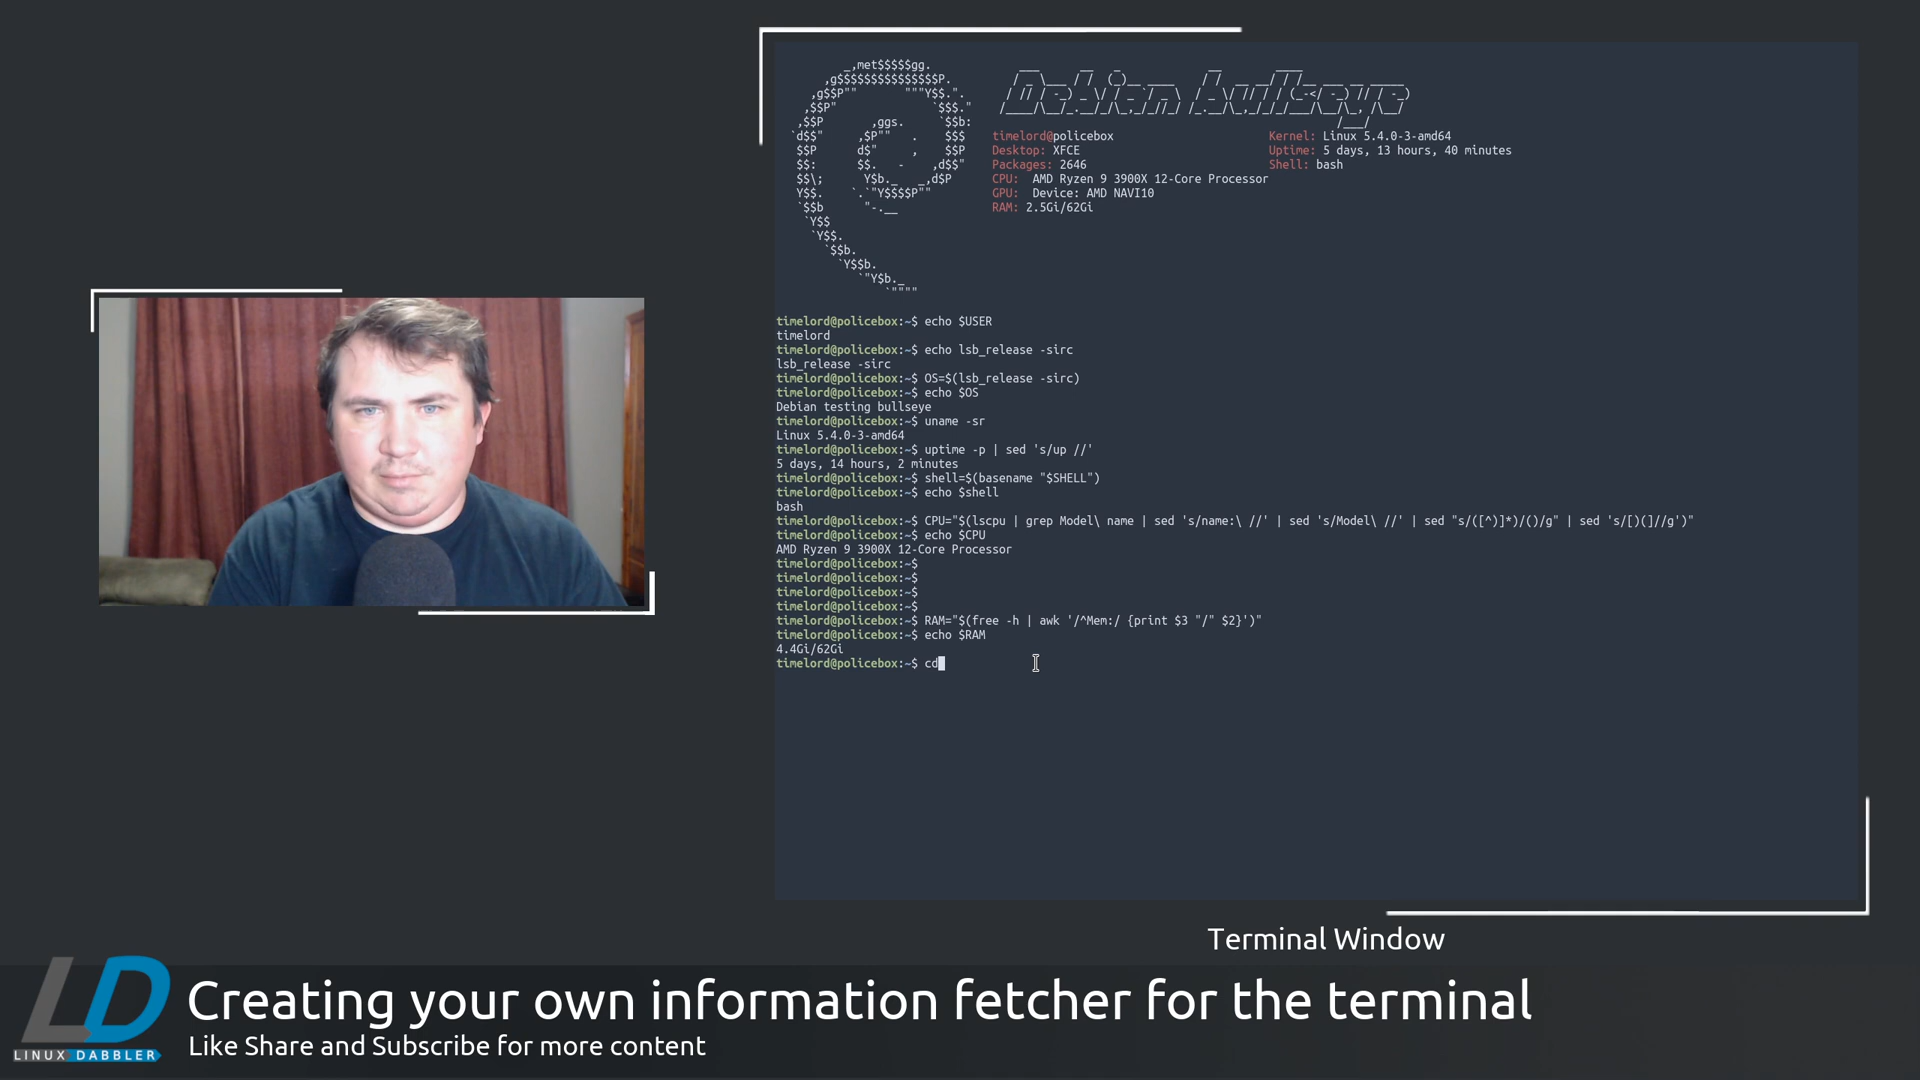 _,met$$$$$gg.
,g$$$$$$$$$$$$$$$P.
,g$$P""       """Y$$.".
,$$P'              `$$$."
,$$P       ,ggs.     `$$b:
`d$$"     ,$P""   .    $$$
$$P      d$"      ,    $$P
$$:      $$.   -    ,d$$"
$$\;      Y$b._   _,d$P
Y$$.    `.`"Y$$$$P""
`$$b      "-.__
`Y$$
`Y$$.
`$$b.
`Y$$b.
`"Y$b._
`""""
Debian bullseye
timelord@policebox
Kernel: Linux 5.4.0-3-amd64
Desktop: XFCE
Uptime: 5 days, 13 hours, 40 minutes
Packages: 2646
Shell: bash
CPU:  AMD Ryzen 9 3900X 12-Core Processor
GPU:  Device: AMD NAVI10
RAM: 2.5Gi/62Gi
timelord@policebox:~$ echo $USER
timelord
timelord@policebox:~$ echo lsb_release -sirc
lsb_release -sirc
timelord@policebox:~$ OS=$(lsb_release -sirc)
timelord@policebox:~$ echo $OS
Debian testing bullseye
timelord@policebox:~$ uname -sr
Linux 5.4.0-3-amd64
timelord@policebox:~$ uptime -p | sed 's/up //'
5 days, 14 hours, 2 minutes
timelord@policebox:~$ shell=$(basename "$SHELL")
timelord@policebox:~$ echo $shell
bash
timelord@policebox:~$ CPU="$(lscpu | grep Model\ name | sed 's/name:\ //' | sed 's/Model\ //' | sed "s/([^)]*)/()/g" | sed 's/[)(]//g')"
timelord@policebox:~$ echo $CPU
AMD Ryzen 9 3900X 12-Core Processor
timelord@policebox:~$
timelord@policebox:~$
timelord@policebox:~$
timelord@policebox:~$
timelord@policebox:~$ RAM="$(free -h | awk '/^Mem:/ {print $3 "/" $2}')"
timelord@policebox:~$ echo $RAM
4.4Gi/62Gi
timelord@policebox:~$ cd
Terminal Window
LD
LINUX DABBLER
Creating your own information fetcher for the terminal
Like Share and Subscribe for more content